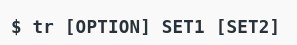 $ tr [OPTION] SET1 [SET2]